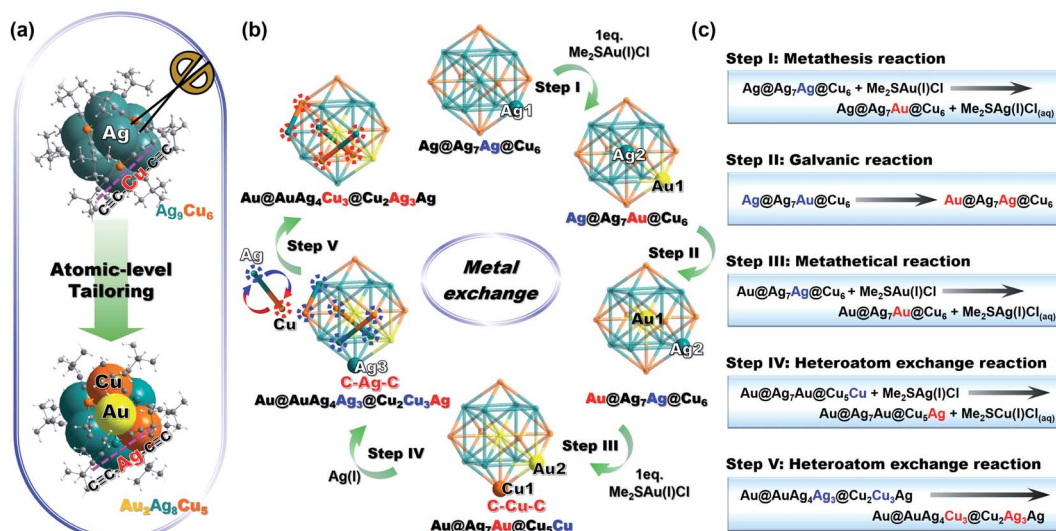 (a)
Ag
C≡C-Cu-C≡C
Ag₉Cu₆
Atomic-level
Tailoring
Cu
Au
C≡C-Ag-C≡C
Au₂Ag₈Cu₅
(b)
1eq.
Me₂SAu(I)Cl
Step I
Ag1
Ag@Ag₇Ag@Cu₆
Ag2
Au1
Ag@Ag₇Au@Cu₆
Step II
Au1
Ag2
Au@Ag₇Ag@Cu₆
Step III
1eq.
Me₂SAu(I)Cl
Au2
Cu1
C-Cu-C
Au@Ag₇Au@Cu₅Cu
Step IV
Ag(I)
Ag3
C-Ag-C
Au@AuAg₄Ag₃@Cu₂Cu₃Ag
Ag
Cu
Step V
Au@AuAg₄Cu₃@Cu₂Ag₃Ag
Metal
exchange
(c)
Step I: Metathesis reaction
Ag@Ag₇Ag@Cu₆ + Me₂SAu(I)Cl
Ag@Ag₇Au@Cu₆ + Me₂SAg(I)Cl(aq)
Step II: Galvanic reaction
Ag@Ag₇Au@Cu₆ Au@Ag₇Ag@Cu₆
Step III: Metathetical reaction
Au@Ag₇Ag@Cu₆ + Me₂SAu(I)Cl
Au@Ag₇Au@Cu₆ + Me₂SAg(I)Cl(aq)
Step IV: Heteroatom exchange reaction
Au@Ag₇Au@Cu₅Cu + Me₂SAg(I)Cl
Au@Ag₇Au@Cu₅Ag + Me₂SCu(I)Cl(aq)
Step V: Heteroatom exchange reaction
Au@AuAg₄Ag₃@Cu₂Cu₃Ag
Au@AuAg₄Cu₃@Cu₂Ag₃Ag